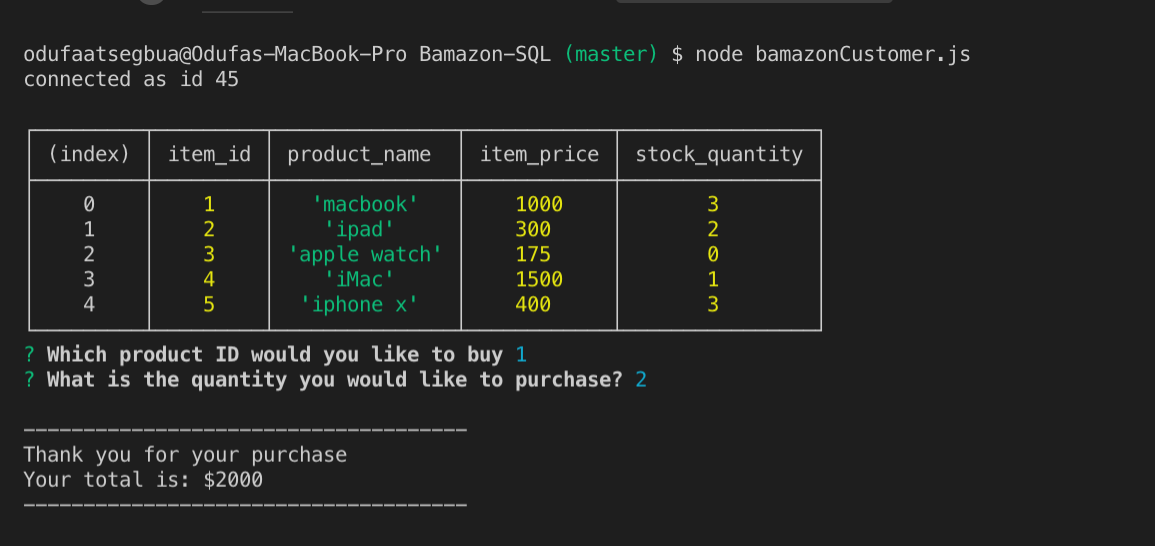 odufaatsegbua@Odufas-MacBook-Pro Bamazon-SQL (master) $ node bamazonCustomer.js
connected as id 45
(index) item_id product_name item_price stock_quantity
0 1 'macbook' 1000 3
1 2 'ipad' 300 2
2 3 'apple watch' 175 0
3 4 'iMac' 1500 1
4 5 'iphone x' 400 3
? Which product ID would you like to buy 1
? What is the quantity you would like to purchase? 2
-------------------------------------
Thank you for your purchase
Your total is: $2000
-------------------------------------